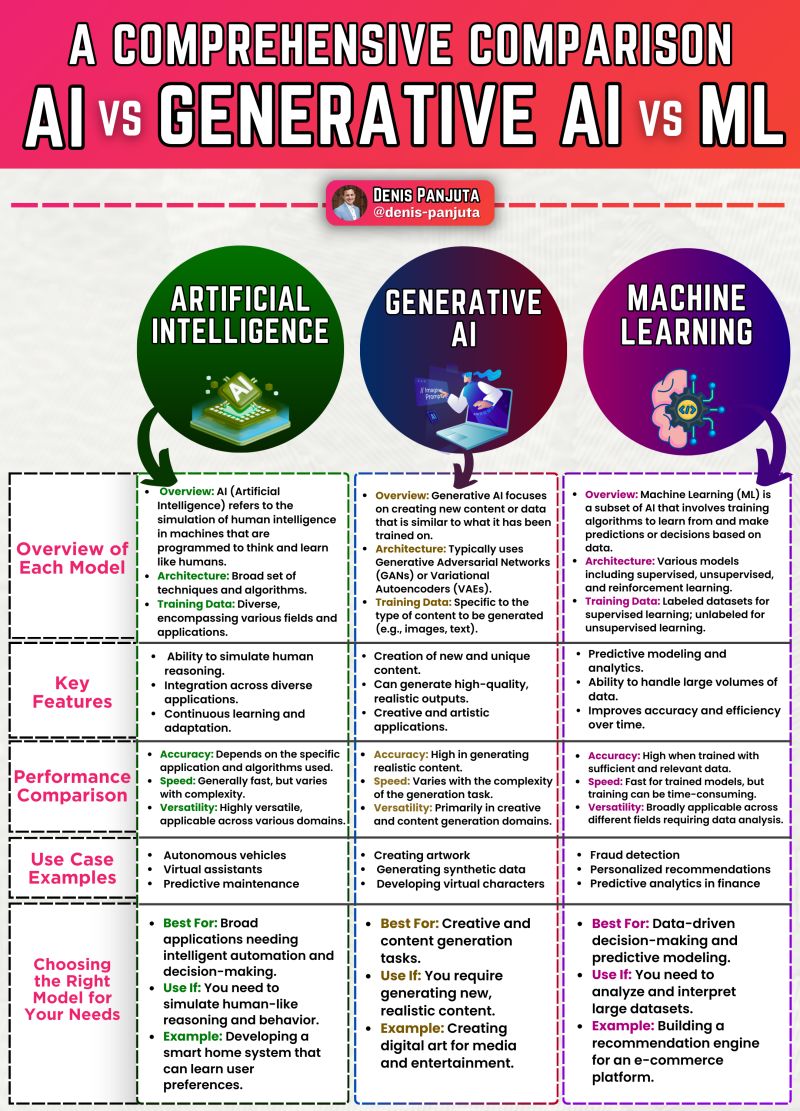 A COMPREHENSIVE COMPARISON
AI VS GENERATIVE AI VS ML
DENIS PANJUTA
@denis-panjuta
ARTIFICIAL
INTELLIGENCE
AI
GENERATIVE
AI
// Imagine
Prompt
AI
MACHINE
LEARNING
</>
Overview of
Each Model
• Overview: AI (Artificial
Intelligence) refers to the
simulation of human intelligence
in machines that are
programmed to think and learn
like humans.
• Architecture: Broad set of
techniques and algorithms.
• Training Data: Diverse,
encompassing various fields and
applications.
• Overview: Generative AI focuses
on creating new content or data
that is similar to what it has been
trained on.
• Architecture: Typically uses
Generative Adversarial Networks
(GANs) or Variational
Autoencoders (VAEs).
• Training Data: Specific to the
type of content to be generated
(e.g., images, text).
• Overview: Machine Learning (ML) is
a subset of AI that involves training
algorithms to learn from and make
predictions or decisions based on
data.
• Architecture: Various models
including supervised, unsupervised,
and reinforcement learning.
• Training Data: Labeled datasets for
supervised learning; unlabeled for
unsupervised learning.
Key
Features
• Ability to simulate human
reasoning.
• Integration across diverse
applications.
• Continuous learning and
adaptation.
• Creation of new and unique
content.
• Can generate high-quality,
realistic outputs.
• Creative and artistic
applications.
• Predictive modeling and
analytics.
• Ability to handle large volumes of
data.
• Improves accuracy and efficiency
over time.
Performance
Comparison
• Accuracy: Depends on the specific
application and algorithms used.
• Speed: Generally fast, but varies
with complexity.
• Versatility: Highly versatile,
applicable across various domains.
• Accuracy: High in generating
realistic content.
• Speed: Varies with the complexity
of the generation task.
• Versatility: Primarily in creative
and content generation domains.
• Accuracy: High when trained with
sufficient and relevant data.
• Speed: Fast for trained models, but
training can be time-consuming.
• Versatility: Broadly applicable across
different fields requiring data analysis.
Use Case
Examples
• Autonomous vehicles
• Virtual assistants
• Predictive maintenance
• Creating artwork
• Generating synthetic data
• Developing virtual characters
• Fraud detection
• Personalized recommendations
• Predictive analytics in finance
Choosing
the Right
Model for
Your Needs
• Best For: Broad
applications needing
intelligent automation and
decision-making.
• Use If: You need to
simulate human-like
reasoning and behavior.
• Example: Developing a
smart home system that
can learn user
preferences.
• Best For: Creative and
content generation
tasks.
• Use If: You require
generating new,
realistic content.
• Example: Creating
digital art for media
and entertainment.
• Best For: Data-driven
decision-making and
predictive modeling.
• Use If: You need to
analyze and interpret
large datasets.
• Example: Building a
recommendation engine
for an e-commerce
platform.